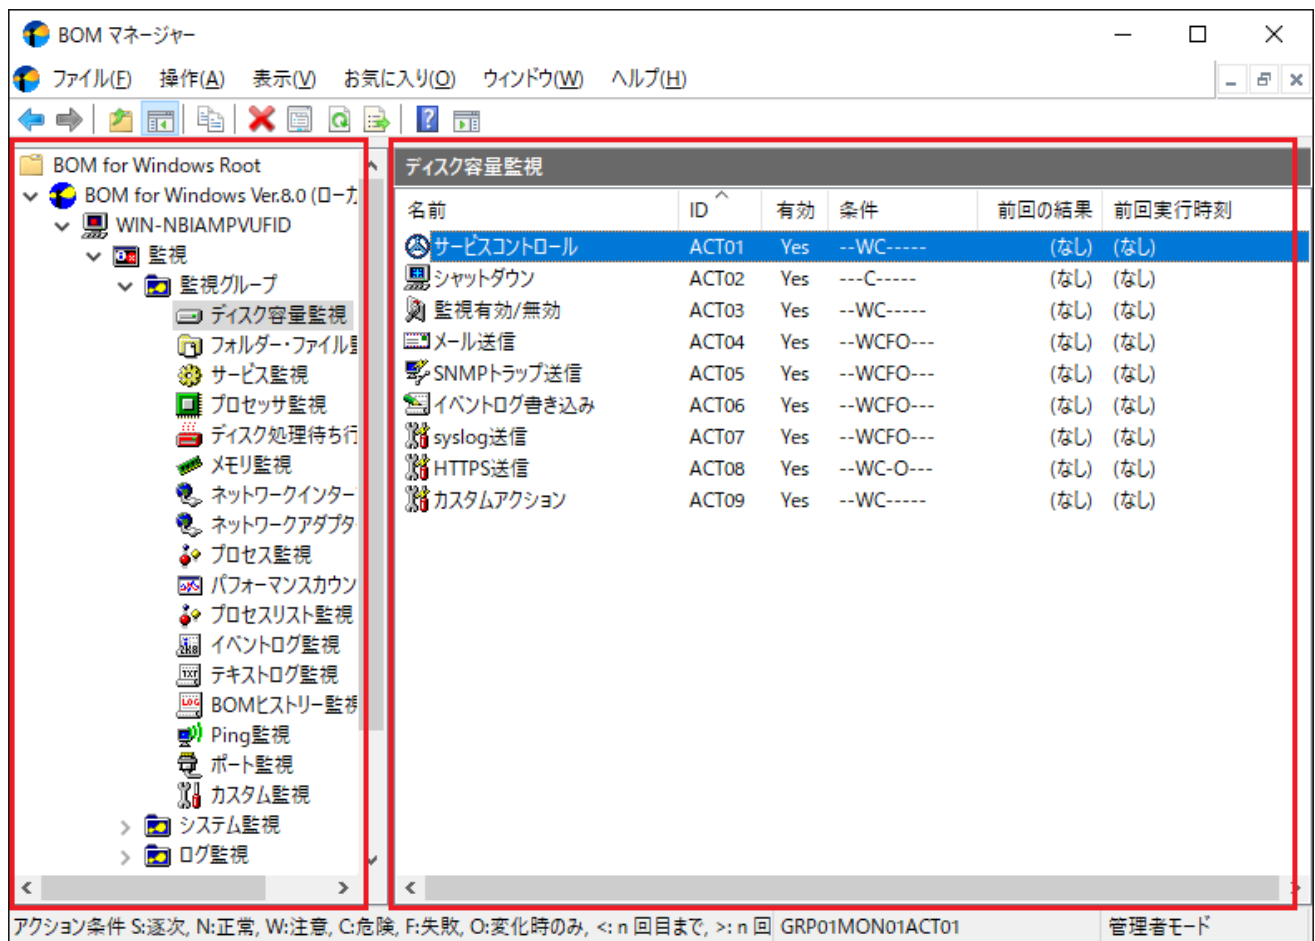 BOM マネージャー
ファイル(F) 操作(A) 表示(V) お気に入り(O) ウィンドウ(W) ヘルプ(H)
BOM for Windows Root
BOM for Windows Ver.8.0 (ローカ
WIN-NBIAMPVUFID
監視
監視グループ
ディスク容量監視
フォルダー・ファイル監
サービス監視
プロセッサ監視
ディスク処理待ち行
メモリ監視
ネットワークインター
ネットワークアダプタ
プロセス監視
パフォーマンスカウン
プロセスリスト監視
イベントログ監視
テキストログ監視
BOMヒストリー監視
Ping監視
ポート監視
カスタム監視
システム監視
ログ監視
ディスク容量監視
名前 ID 有効 条件 前回の結果 前回実行時刻
サービスコントロール ACT01 Yes --WC----- (なし) (なし)
シャットダウン ACT02 Yes ---C----- (なし) (なし)
監視有効/無効 ACT03 Yes --WC----- (なし) (なし)
メール送信 ACT04 Yes --WCFO--- (なし) (なし)
SNMPトラップ送信 ACT05 Yes --WCFO--- (なし) (なし)
イベントログ書き込み ACT06 Yes --WCFO--- (なし) (なし)
syslog送信 ACT07 Yes --WCFO--- (なし) (なし)
HTTPS送信 ACT08 Yes --WC-O--- (なし) (なし)
カスタムアクション ACT09 Yes --WC----- (なし) (なし)
アクション条件 S:逐次, N:正常, W:注意, C:危険, F:失敗, O:変化時のみ, <: n 回目まで, >: n 回 GRP01MON01ACT01 管理者モード